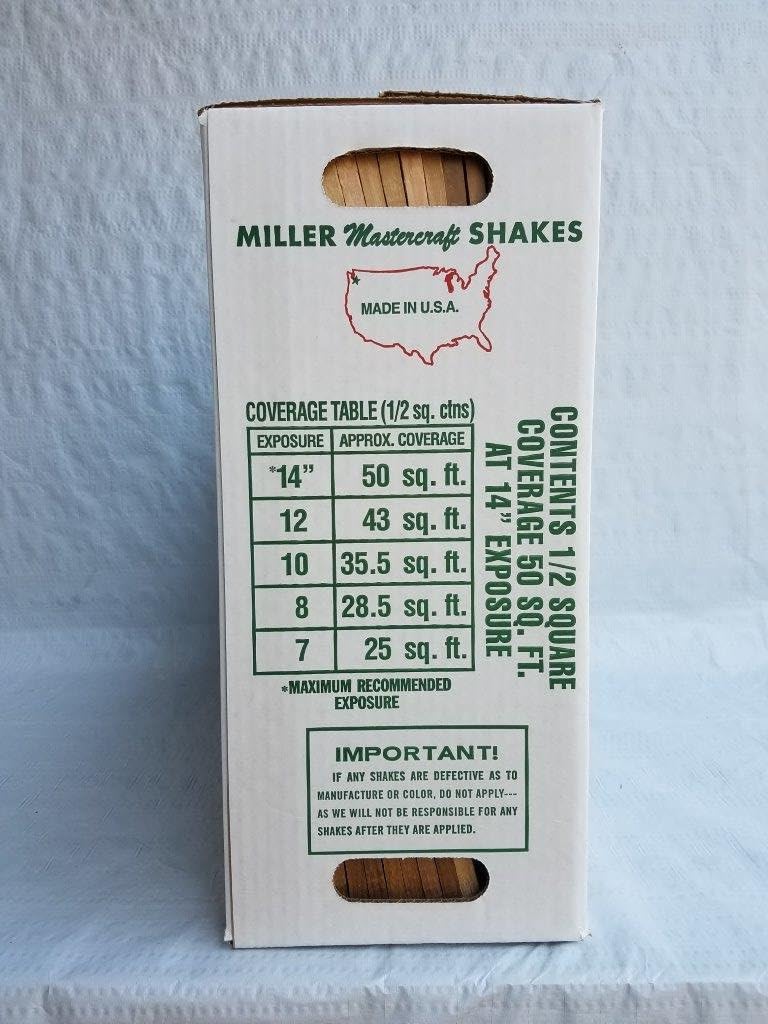 MILLER Mastercraft SHAKES
MADE IN U.S.A.
COVERAGE TABLE (1/2 sq. ctns)
EXPOSURE APPROX. COVERAGE
*14” 50 sq. ft.
12 43 sq. ft.
10 35.5 sq. ft.
8 28.5 sq. ft.
7 25 sq. ft.
*MAXIMUM RECOMMENDED
EXPOSURE
CONTENTS 1/2 SQUARE
COVERAGE 50 SQ. FT.
AT 14” EXPOSURE
IMPORTANT!
IF ANY SHAKES ARE DEFECTIVE AS TO
MANUFACTURE OR COLOR, DO NOT APPLY---
AS WE WILL NOT BE RESPONSIBLE FOR ANY
SHAKES AFTER THEY ARE APPLIED.